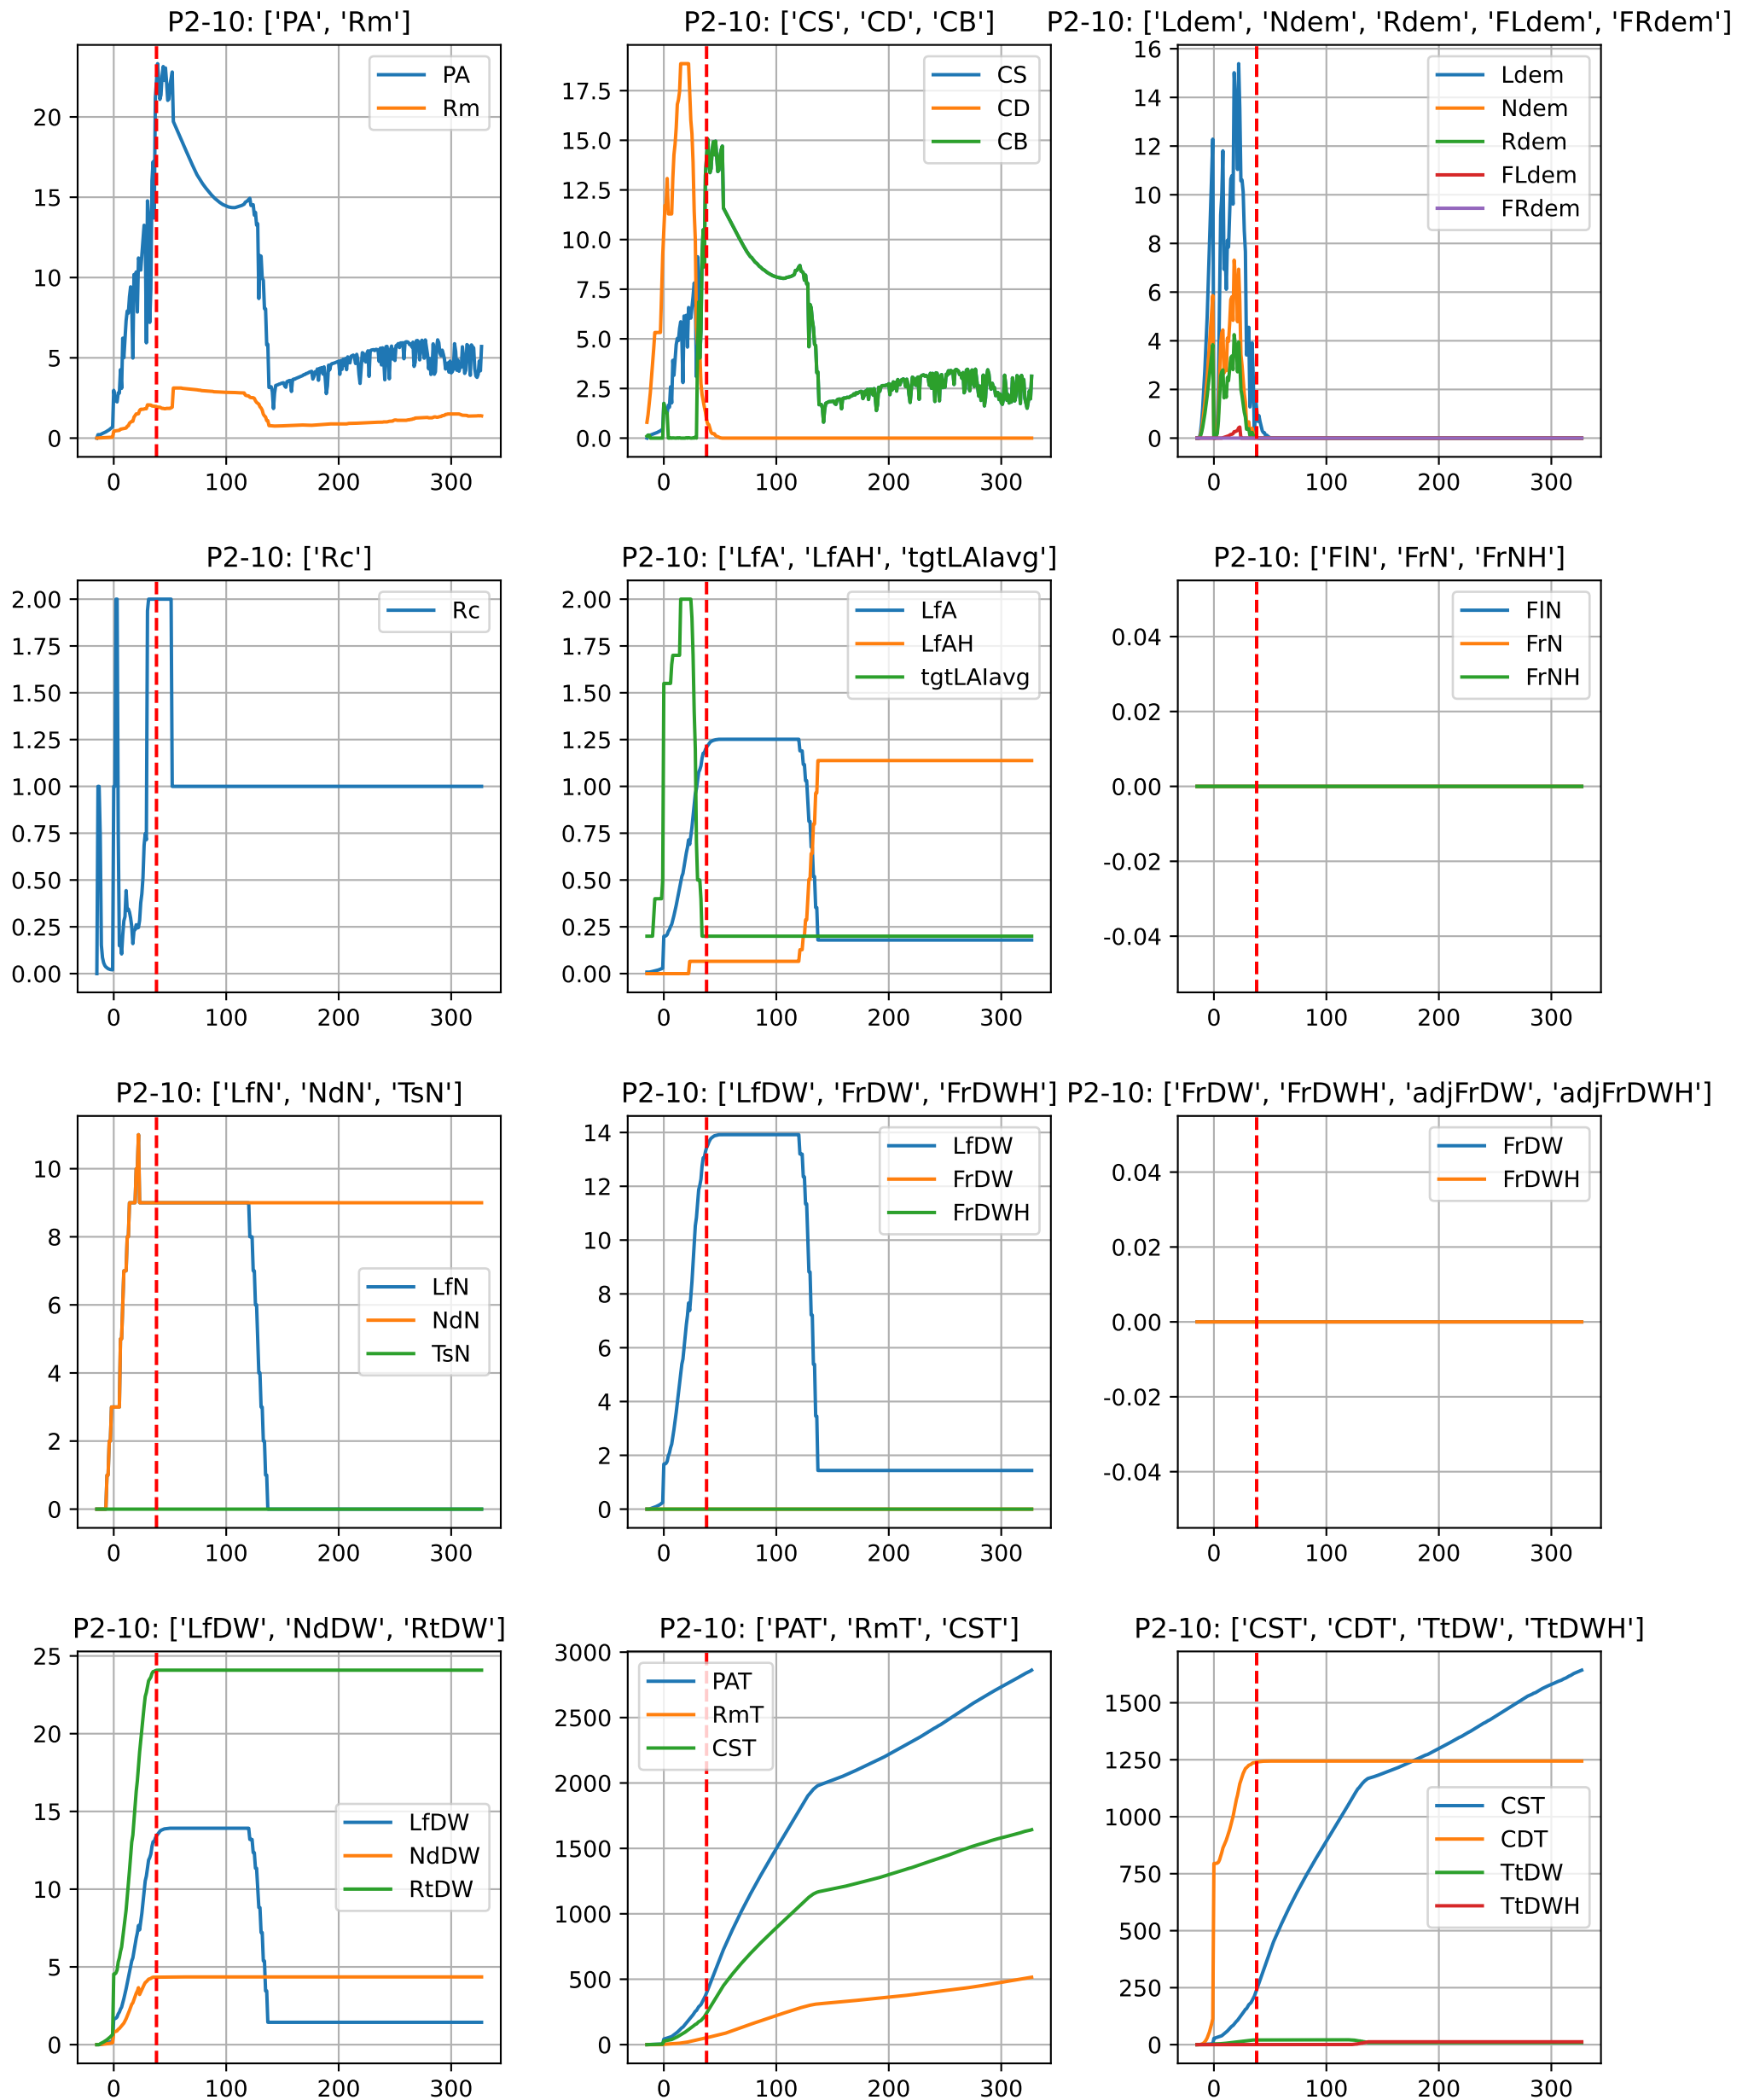 P2-10: ['PA', 'Rm']
PA
Rm
20
15
10
5
0
0 100 200 300
P2-10: ['CS', 'CD', 'CB']
CS
CD
CB
17.5
15.0
12.5
10.0
7.5
5.0
2.5
0.0
0 100 200 300
P2-10: ['Ldem', 'Ndem', 'Rdem', 'FLdem', 'FRdem']
Ldem
Ndem
Rdem
FLdem
FRdem
16
14
12
10
8
6
4
2
0
0 100 200 300
P2-10: ['Rc']
Rc
2.00
1.75
1.50
1.25
1.00
0.75
0.50
0.25
0.00
0 100 200 300
P2-10: ['LfA', 'LfAH', 'tgtLAIavg']
LfA
LfAH
tgtLAIavg
2.00
1.75
1.50
1.25
1.00
0.75
0.50
0.25
0.00
0 100 200 300
P2-10: ['FlN', 'FrN', 'FrNH']
FlN
FrN
FrNH
0.04
0.02
0.00
-0.02
-0.04
0 100 200 300
P2-10: ['LfN', 'NdN', 'TsN']
LfN
NdN
TsN
10
8
6
4
2
0
0 100 200 300
P2-10: ['LfDW', 'FrDW', 'FrDWH']
LfDW
FrDW
FrDWH
14
12
10
8
6
4
2
0
0 100 200 300
P2-10: ['FrDW', 'FrDWH', 'adjFrDW', 'adjFrDWH']
FrDW
FrDWH
0.04
0.02
0.00
-0.02
-0.04
0 100 200 300
P2-10: ['LfDW', 'NdDW', 'RtDW']
LfDW
NdDW
RtDW
25
20
15
10
5
0
0 100 200 300
P2-10: ['PAT', 'RmT', 'CST']
PAT
RmT
CST
3000
2500
2000
1500
1000
500
0
0 100 200 300
P2-10: ['CST', 'CDT', 'TtDW', 'TtDWH']
CST
CDT
TtDW
TtDWH
1500
1250
1000
750
500
250
0
0 100 200 300